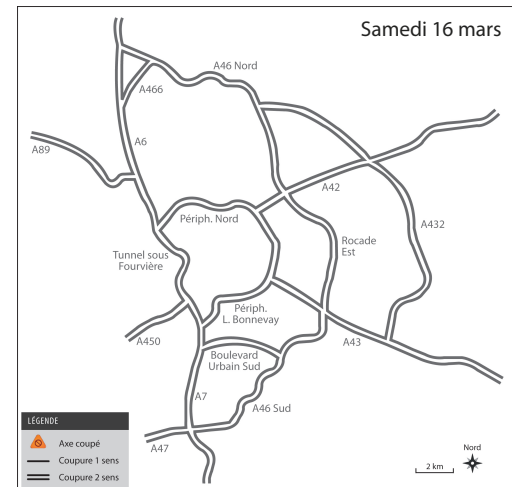 Samedi 16 mars
A46 Nord
A466
A6
A89
A42
Périph. Nord
A432
Rocade
Est
Tunnel sous
Fourvière
Périph.
L. Bonnevay
A450
A43
Boulevard
Urbain Sud
A7
A46 Sud
A47
LÉGENDE
Axe coupé
Coupure 1 sens
Coupure 2 sens
Nord
2 km